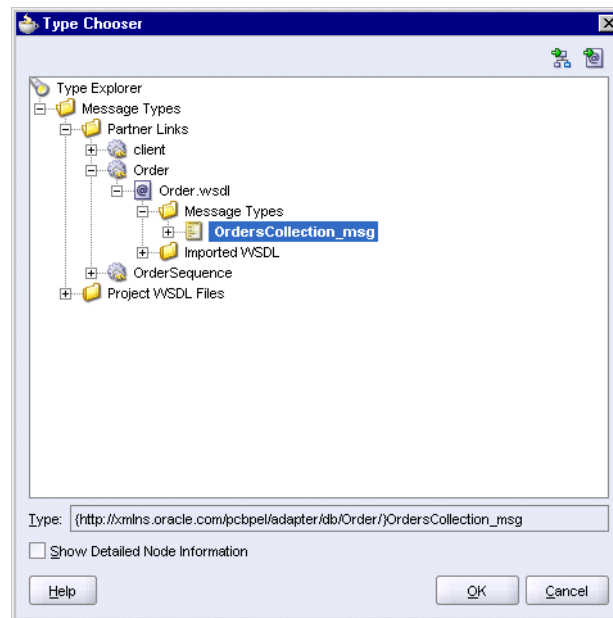 Type Chooser
Type Explorer
Message Types
Partner Links
client
Order
Order.wsdl
Message Types
OrdersCollection_msg
Imported WSDL
OrderSequence
Project WSDL Files
Type: {http://xmlns.oracle.com/pcbpel/adapter/db/Order/}OrdersCollection_msg
Show Detailed Node Information
Help OK Cancel